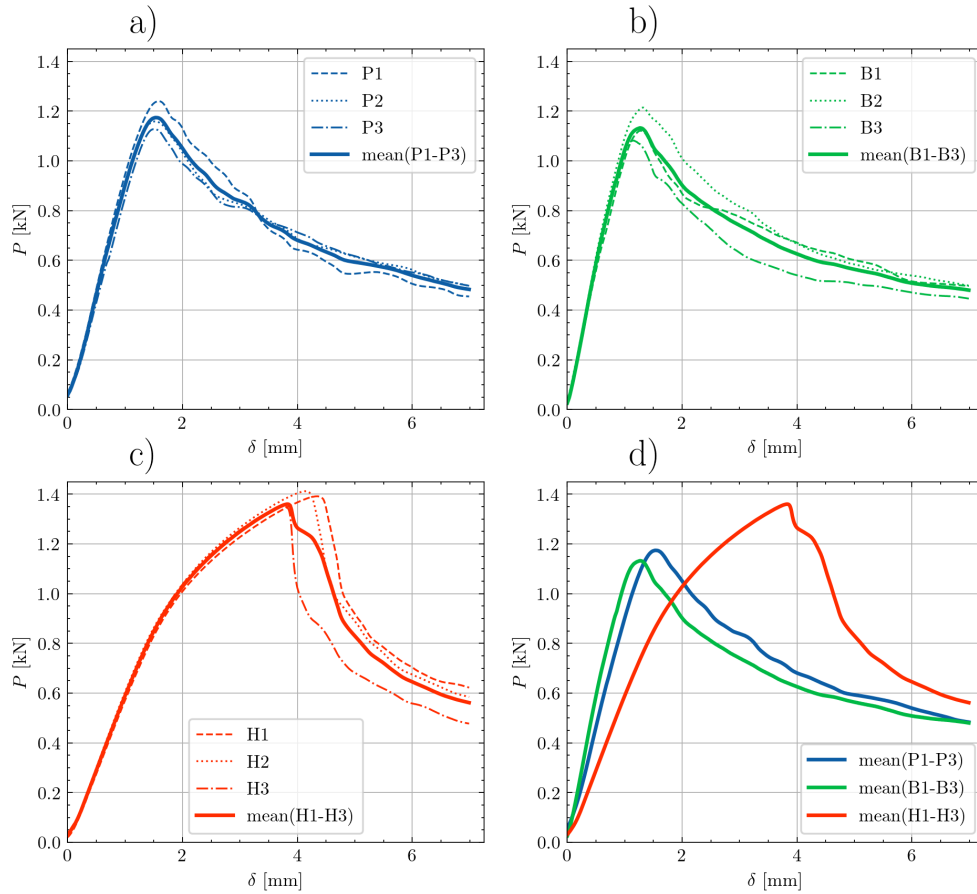 a)
1.4
1.2
1.0
0.8
0.6
0.4
0.2
0.0
P [kN]
0 2 4 6
δ [mm]
P1
P2
P3
mean(P1-P3)
b)
1.4
1.2
1.0
0.8
0.6
0.4
0.2
0.0
P [kN]
0 2 4 6
δ [mm]
B1
B2
B3
mean(B1-B3)
c)
1.4
1.2
1.0
0.8
0.6
0.4
0.2
0.0
P [kN]
0 2 4 6
δ [mm]
H1
H2
H3
mean(H1-H3)
d)
1.4
1.2
1.0
0.8
0.6
0.4
0.2
0.0
P [kN]
0 2 4 6
δ [mm]
mean(P1-P3)
mean(B1-B3)
mean(H1-H3)